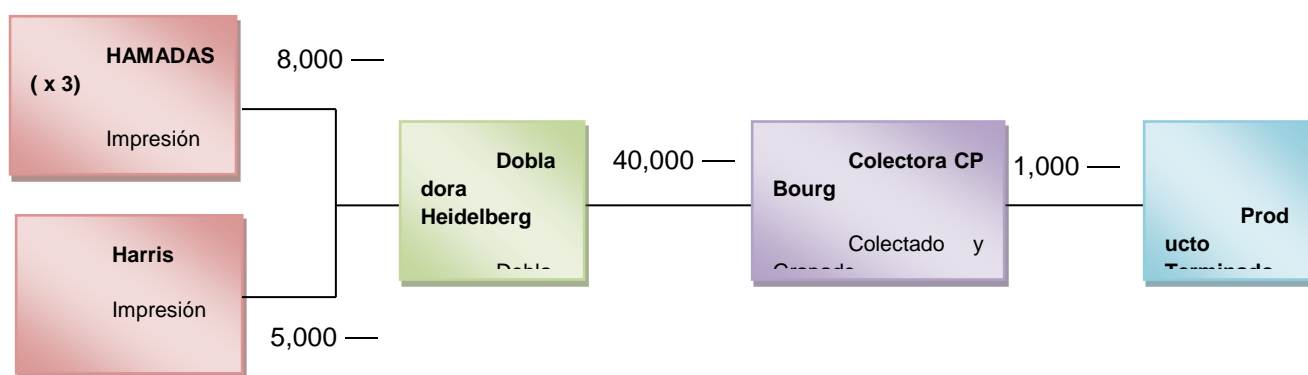 HAMADAS
( x 3)
Impresión
8,000 —
Harris
Impresión
5,000 —
Dobla
dora
Heidelberg
40,000 —
Colectora CP
Bourg
Colectado y
1,000 —
Prod
ucto